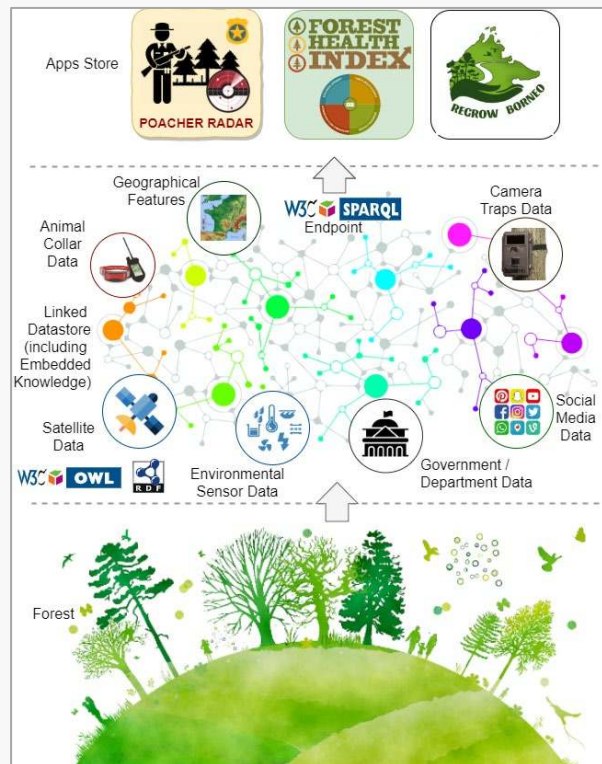 Apps Store
POACHER RADAR
FOREST
HEALTH
INDEX
REGROW BORNEO
Geographical
Features
W3C SPARQL
Endpoint
Camera
Traps Data
Animal
Collar
Data
Linked
Datastore
(including
Embedded
Knowledge)
Satellite
Data
Environmental
Sensor Data
Government /
Department Data
Social
Media
Data
W3C OWL
RDF
Forest